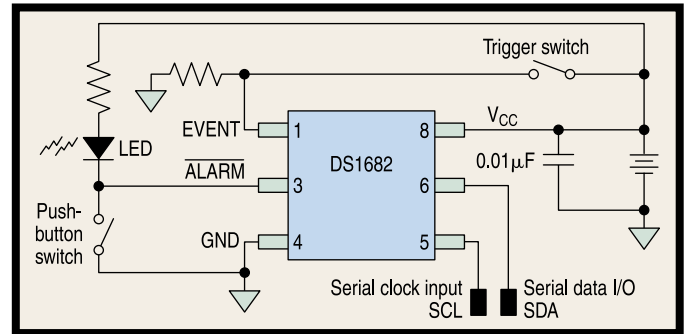 Trigger switch
EVENT
1
8
VCC
LED
ALARM
3
DS1682
6
0.01µF
Push-
button
switch
GND
4
5
Serial clock input
SCL
Serial data I/O
SDA